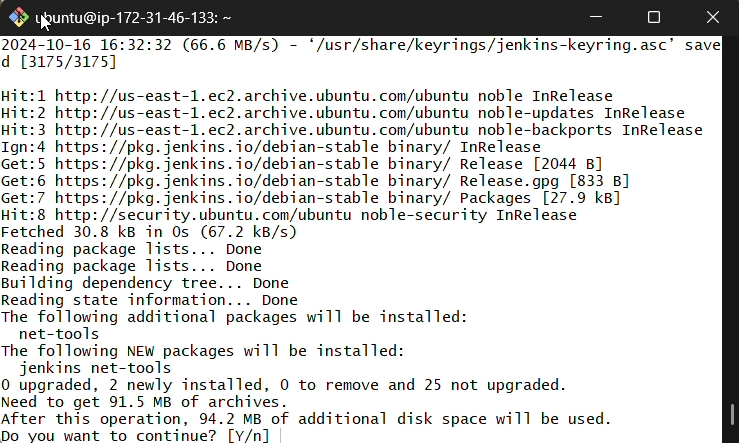 ubuntu@ip-172-31-46-133: ~
2024-10-16 16:32:32 (66.6 MB/s) - ‘/usr/share/keyrings/jenkins-keyring.asc’ save
d [3175/3175]
Hit:1 http://us-east-1.ec2.archive.ubuntu.com/ubuntu noble InRelease
Hit:2 http://us-east-1.ec2.archive.ubuntu.com/ubuntu noble-updates InRelease
Hit:3 http://us-east-1.ec2.archive.ubuntu.com/ubuntu noble-backports InRelease
Ign:4 https://pkg.jenkins.io/debian-stable binary/ InRelease
Get:5 https://pkg.jenkins.io/debian-stable binary/ Release [2044 B]
Get:6 https://pkg.jenkins.io/debian-stable binary/ Release.gpg [833 B]
Get:7 https://pkg.jenkins.io/debian-stable binary/ Packages [27.9 kB]
Hit:8 http://security.ubuntu.com/ubuntu noble-security InRelease
Fetched 30.8 kB in 0s (67.2 kB/s)
Reading package lists... Done
Reading package lists... Done
Building dependency tree... Done
Reading state information... Done
The following additional packages will be installed:
  net-tools
The following NEW packages will be installed:
  jenkins net-tools
0 upgraded, 2 newly installed, 0 to remove and 25 not upgraded.
Need to get 91.5 MB of archives.
After this operation, 94.2 MB of additional disk space will be used.
Do you want to continue? [Y/n]